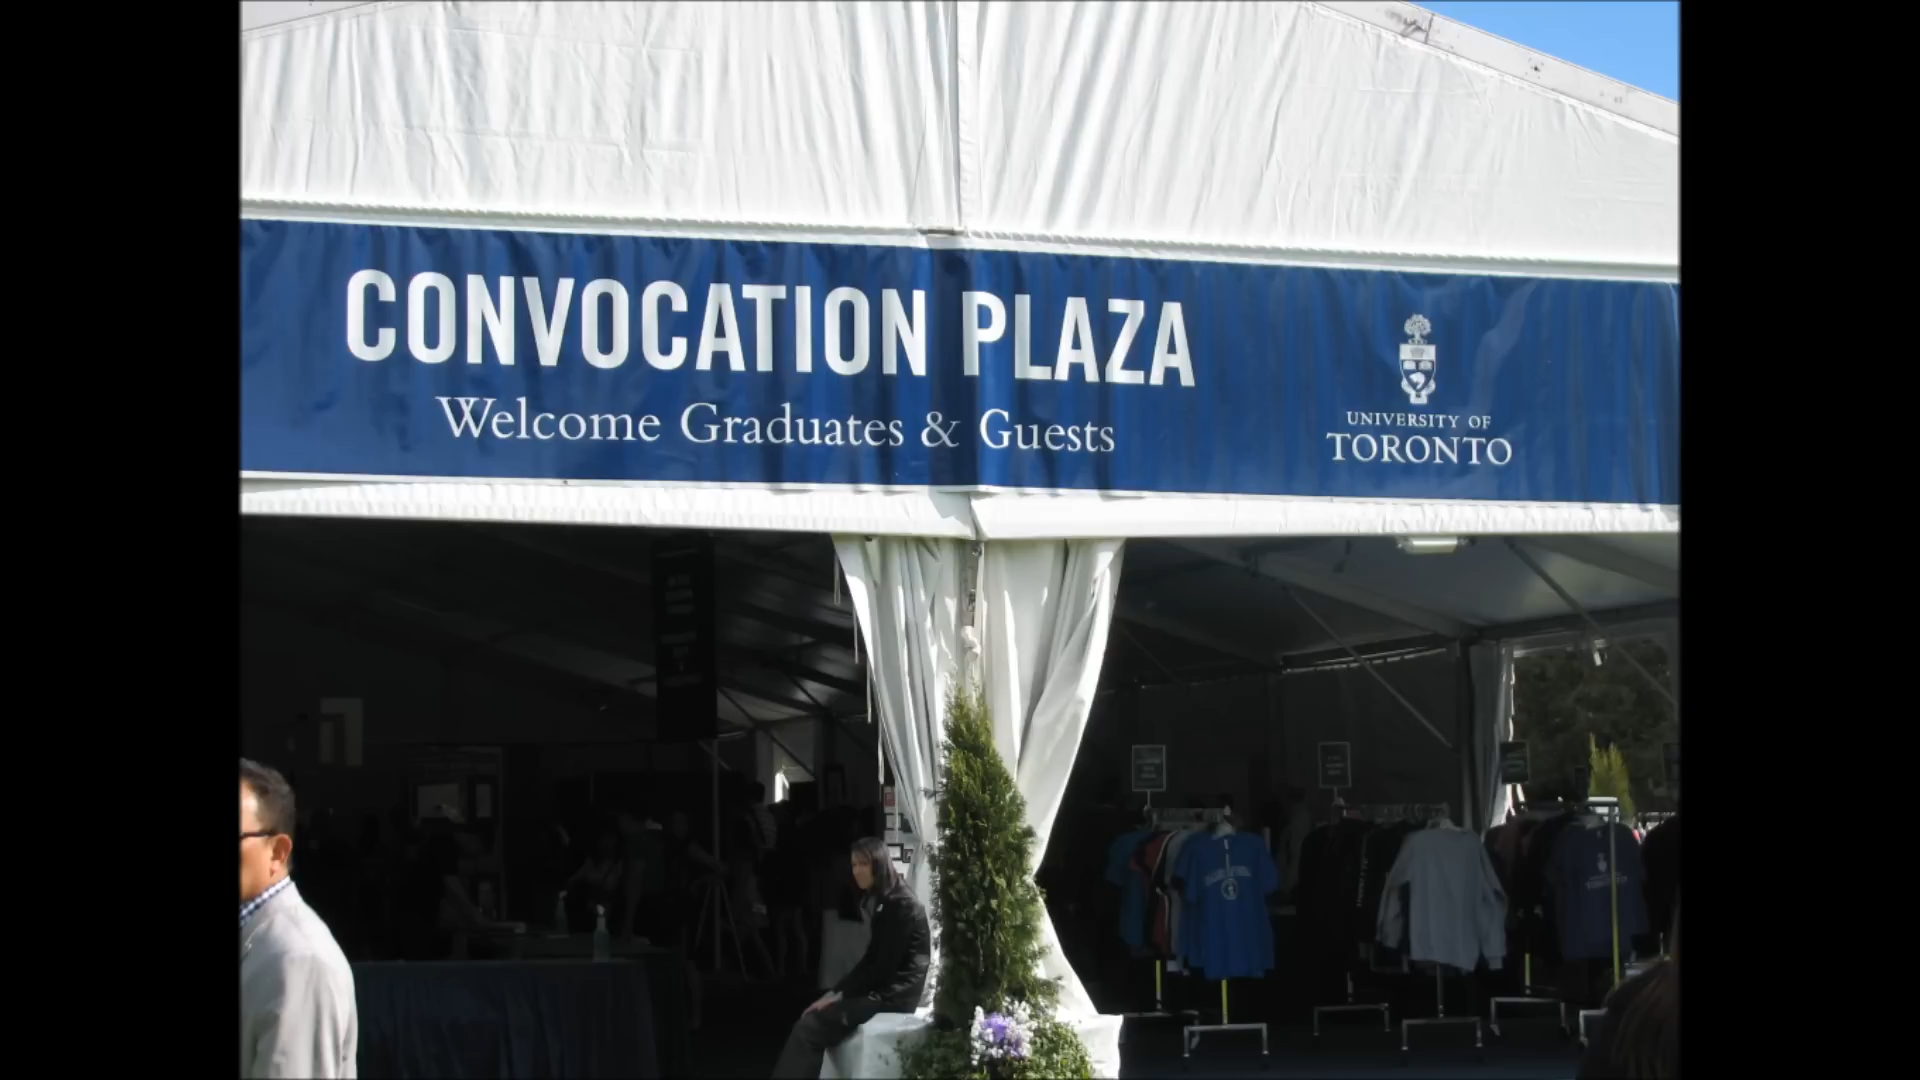 CONVOCATION PLAZA
Welcome Graduates & Guests
UNIVERSITY OF
TORONTO